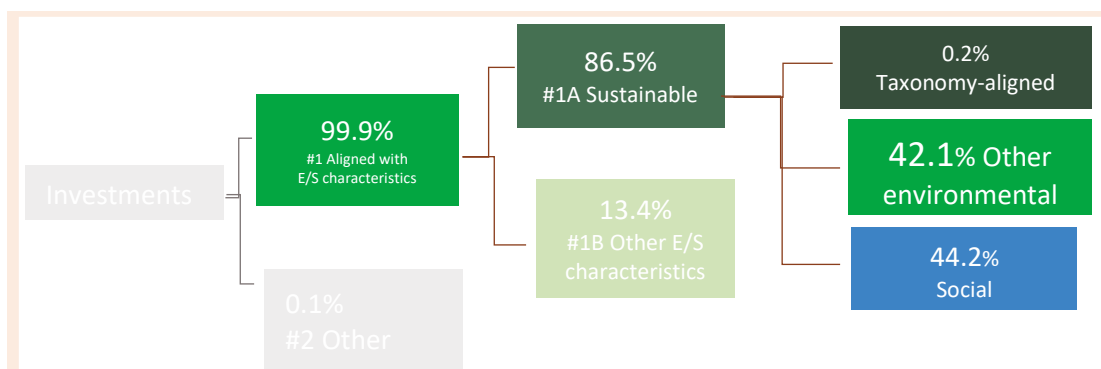 Investments
99.9%
#1 Aligned with
E/S characteristics
0.1%
#2 Other
86.5%
#1A Sustainable
13.4%
#1B Other E/S
characteristics
0.2%
Taxonomy-aligned
42.1% Other
environmental
44.2%
Social